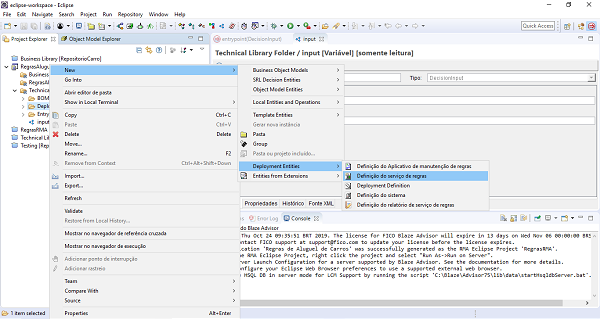 eclipse-workspace - Eclipse
File Edit Source Navigate Search Project Run Repository Window Help
Quick Access
Project Explorer
Object Model Explorer
entrypoint(DecisionInput)
input
Business Library [RepositorioCarro]
RegrasAlugu
Business
RegrasAl
Technica
BOM
Deplo
Entry
input
RegrasRMA
Technical Lib
Testing [Repo
New
Go Into
Abrir editor de pasta
Show in Local Terminal
Copy Ctrl+C
Paste Ctrl+V
Delete Delete
Move...
Rename... F2
Remove from Context Ctrl+Alt+Shift+Down
Import...
Export...
Refresh
Validate
Restore from Local History...
Mostrar no navegador de referência cruzada
Mostrar no navegador de execução
Adicionar ponto de interrupção
Adicionar rastreio
Team
Compare With
Source
Properties Alt+Enter
Business Object Models
SRL Decision Entities
Object Model Entities
Local Entities and Operations
Template Entities
Gerar nova instância
Pasta
Group
Pasta ou projeto incluído...
Deployment Entities
Entities from Extensions
Definição do Aplicativo de manutenção de regras
Definição do serviço de regras
Deployment Definition
Definição do sistema
Definição do relatório de serviço de regras
Technical Library Folder / input [Variável] [somente leitura]
Tipo: DecisionInput
Propriedades Histórico Fonte XML
Error Log Console
do Blaze Advisor
Thu Oct 24 09:35:51 BRT 2019. The license for FICO Blaze Advisor will expire in 13 days, on Wed Nov 06 00:00:00 BRS
ontact FICO support at support@fico.com to update your license before the license expires.
ication 'Regras de Aluguel de Carros' was successfully generated as the RMA Eclipse Project 'RegrasRMA'.
he RMA Eclipse Project, right click the project and select "Run As->Run on Server".
erver Launch Configuration for a server supported by Blaze Advisor. See the documentation for more details.
onfigure your Eclipse Web Browser preferences to use a supported external web browser.
HSQL DB in server mode for LCM Support by running the script 'C:\Blaze\Advisor75\lib\data\startHsqldbServer.bat'.
1 item selected